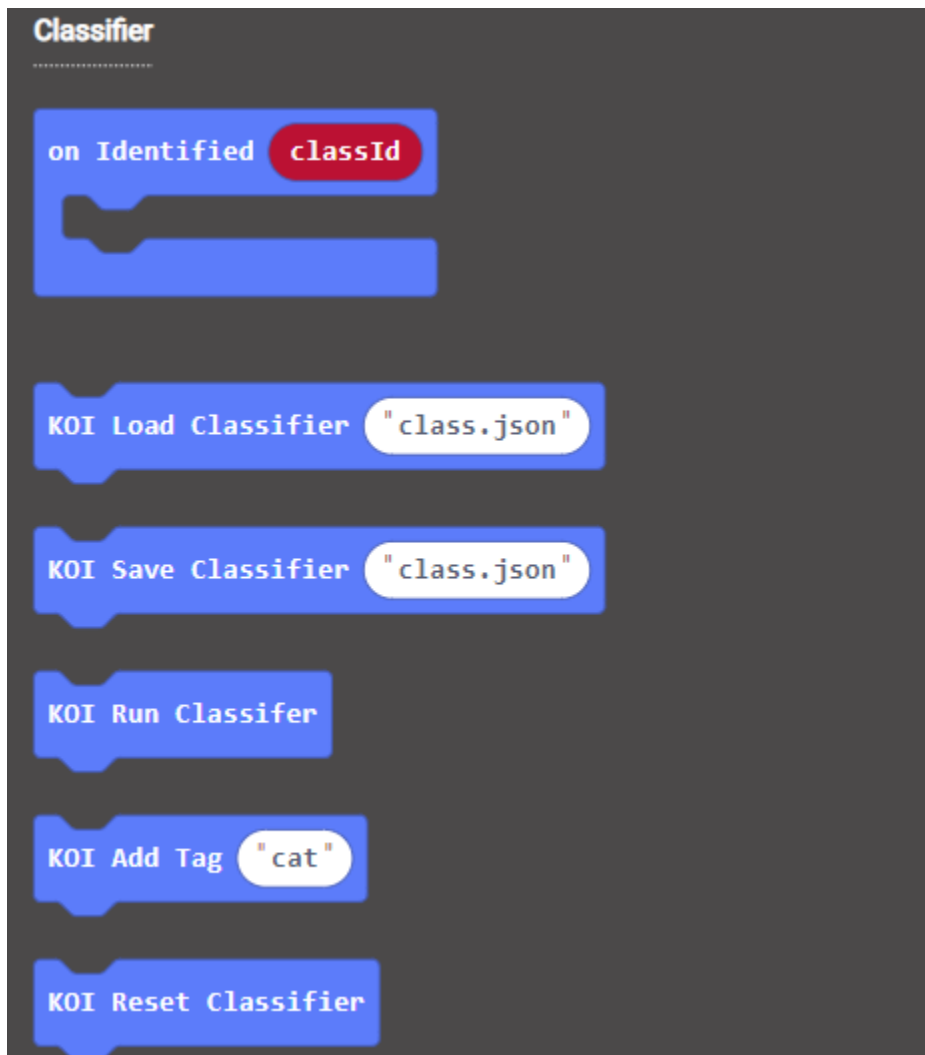 Classifier
on Identified classId
KOI Load Classifier "class.json"
KOI Save Classifier "class.json"
KOI Run Classifer
KOI Add Tag "cat"
KOI Reset Classifier